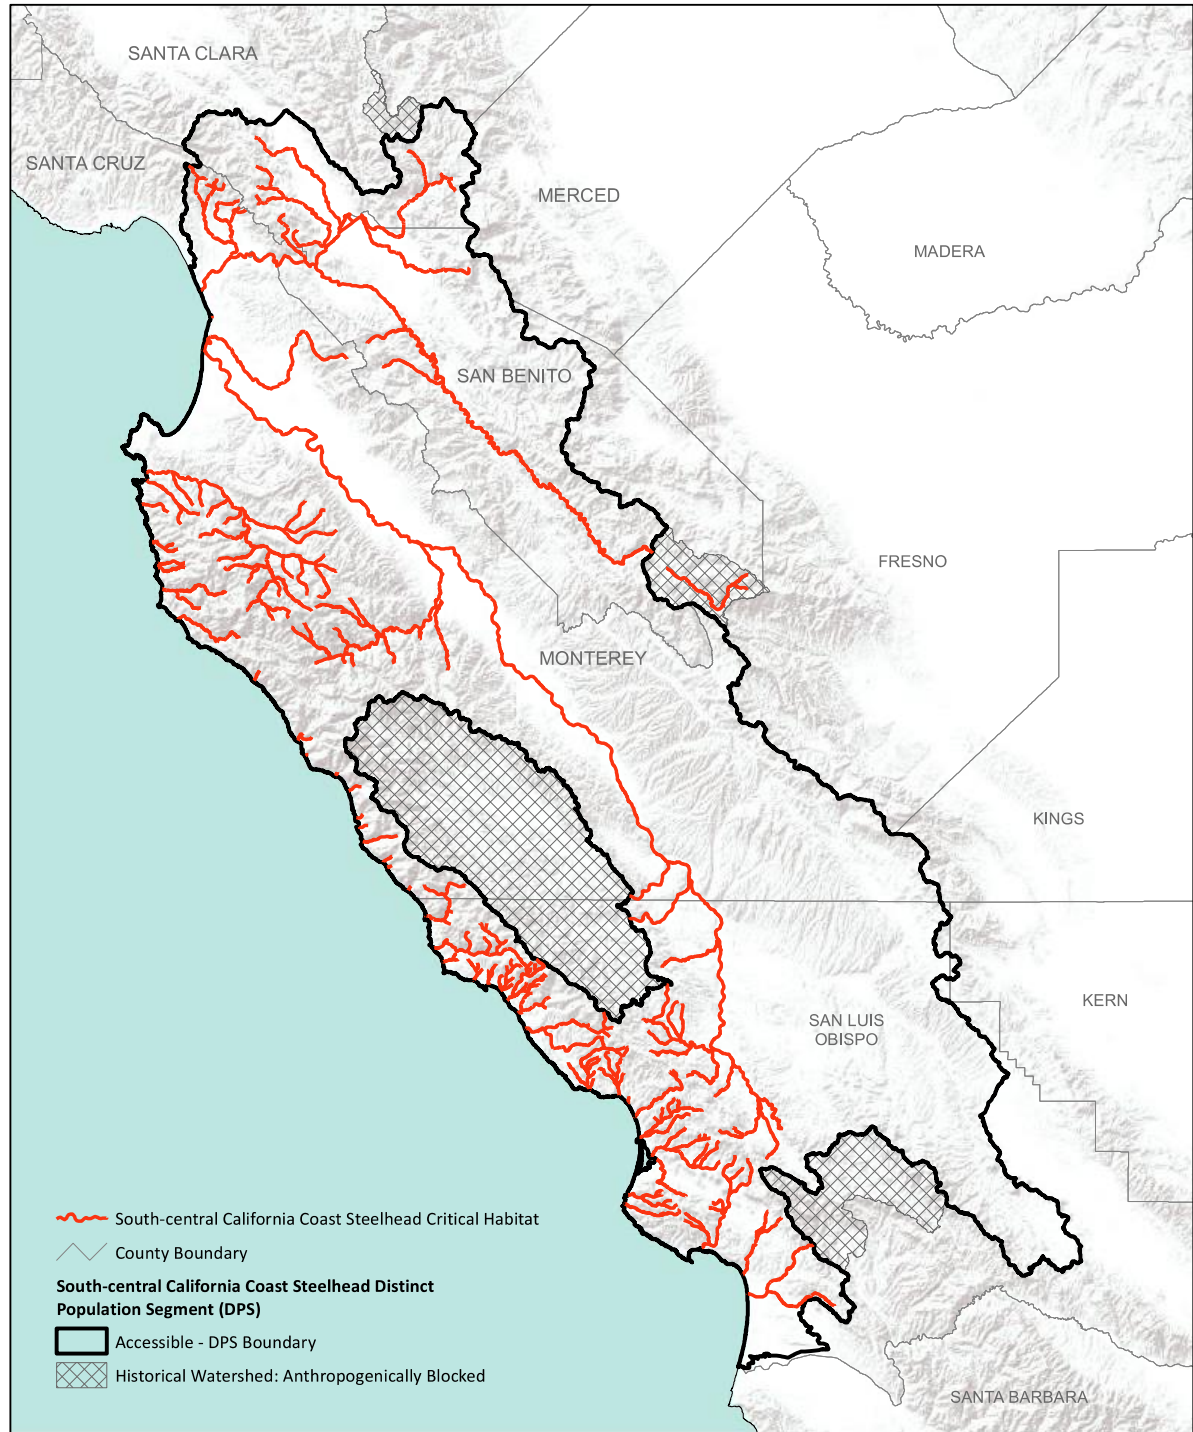 SANTA CLARA
SANTA CRUZ
MERCED
MADERA
SAN BENITO
FRESNO
MONTEREY
KINGS
KERN
SAN LUIS
OBISPO
South-central California Coast Steelhead Critical Habitat
County Boundary
South-central California Coast Steelhead Distinct
Population Segment (DPS)
Accessible - DPS Boundary
Historical Watershed: Anthropogenically Blocked
SANTA BARBARA